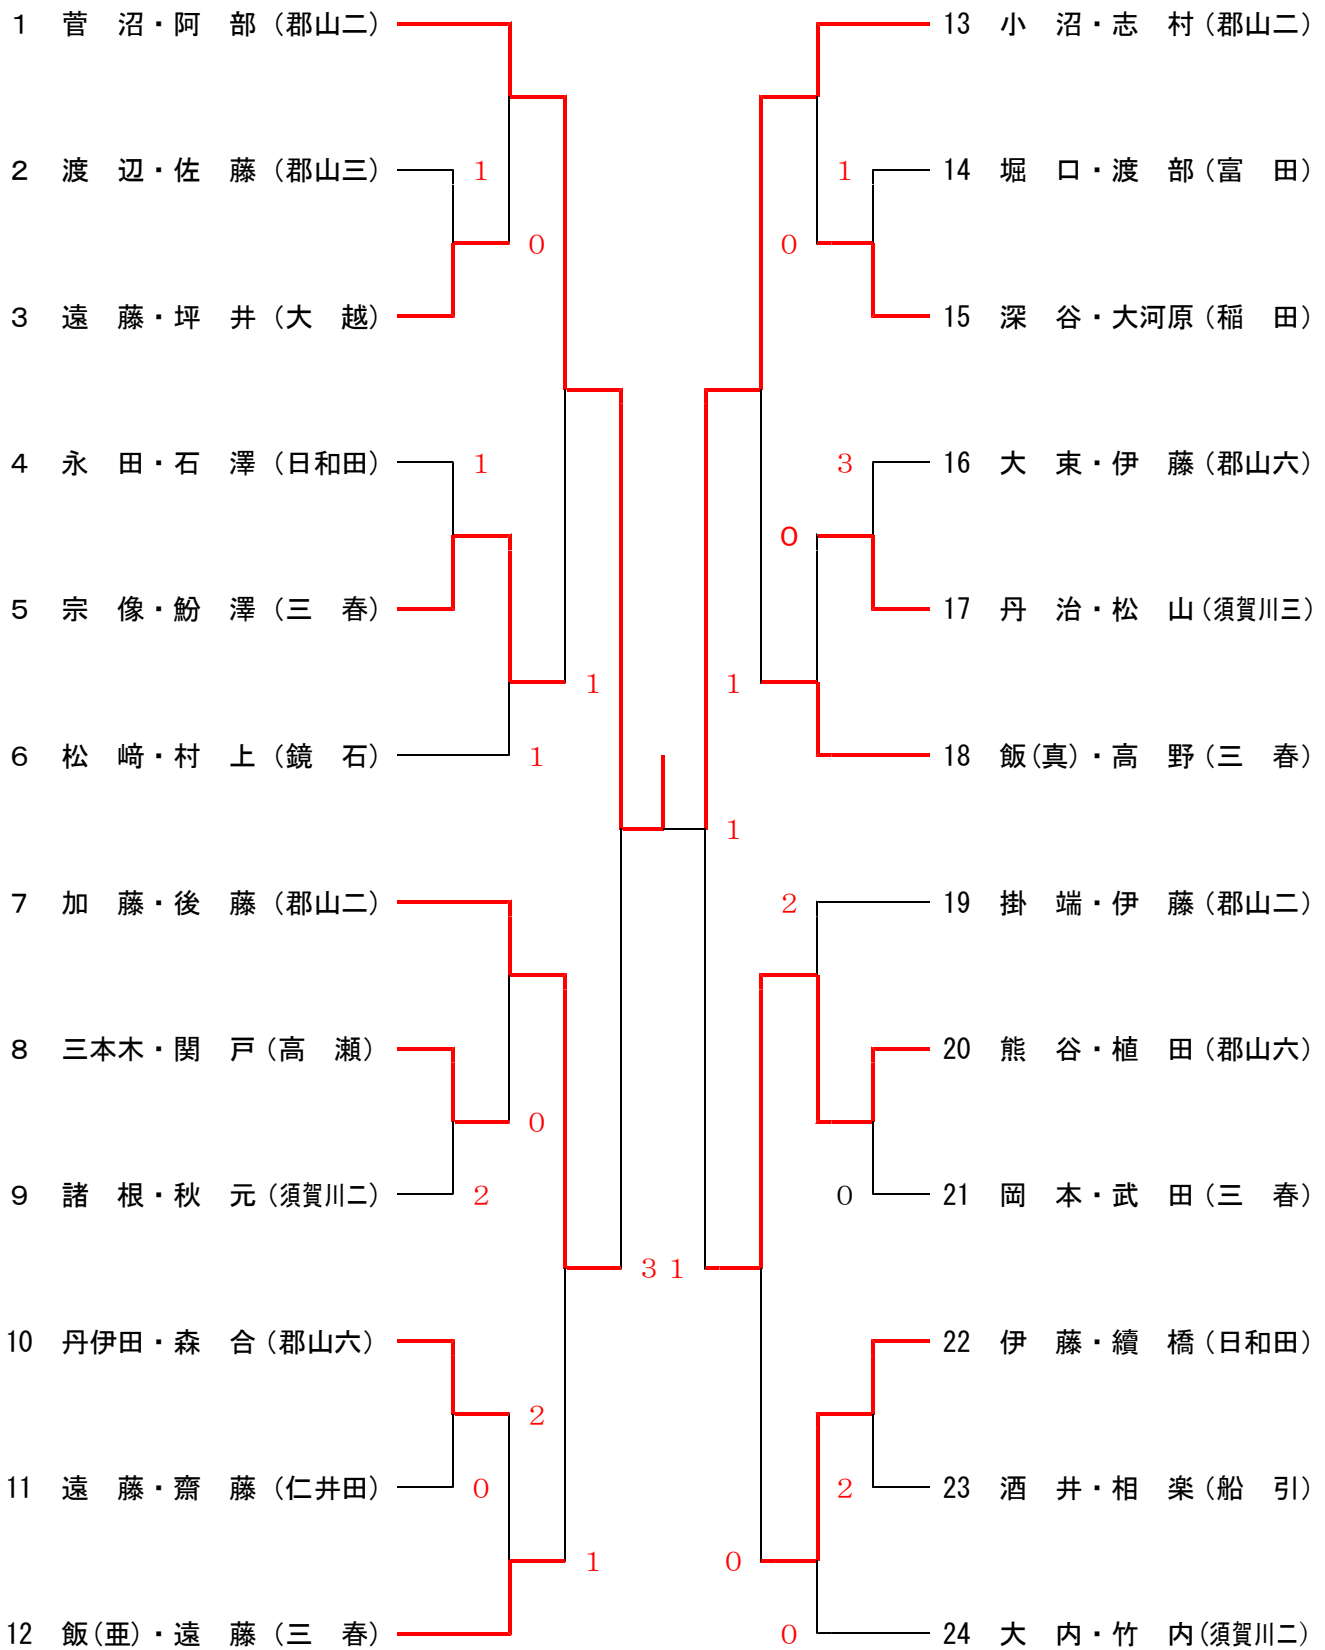 1 菅　沼・阿　部（郡山二）
13 小　沼・志　村（郡山二）
2 渡　辺・佐　藤（郡山三） 1
1 14 堀　口・渡　部（富　田）
0
0
3 遠　藤・坪　井（大　越）
15 深　谷・大河原（稲　田）
4 永　田・石　澤（日和田） 1
3 16 大　束・伊　藤（郡山六）
0
5 宗　像・鮒　澤（三　春）
17 丹　治・松　山（須賀川三）
1
1
6 松　﨑・村　上（鏡　石） 1
18 飯(真)・高　野（三　春）
1
7 加　藤・後　藤（郡山二）
2 19 掛　端・伊　藤（郡山二）
8 三本木・関　戸（高　瀬）
20 熊　谷・植　田（郡山六）
0
9 諸　根・秋　元（須賀川二） 2
0 21 岡　本・武　田（三　春）
3 1
10 丹伊田・森　合（郡山六）
22 伊　藤・續　橋（日和田）
2
11 遠　藤・齋　藤（仁井田） 0
2 23 酒　井・相　楽（船　引）
1
0
12 飯(亜)・遠　藤（三　春）
0 24 大　内・竹　内（須賀川二）